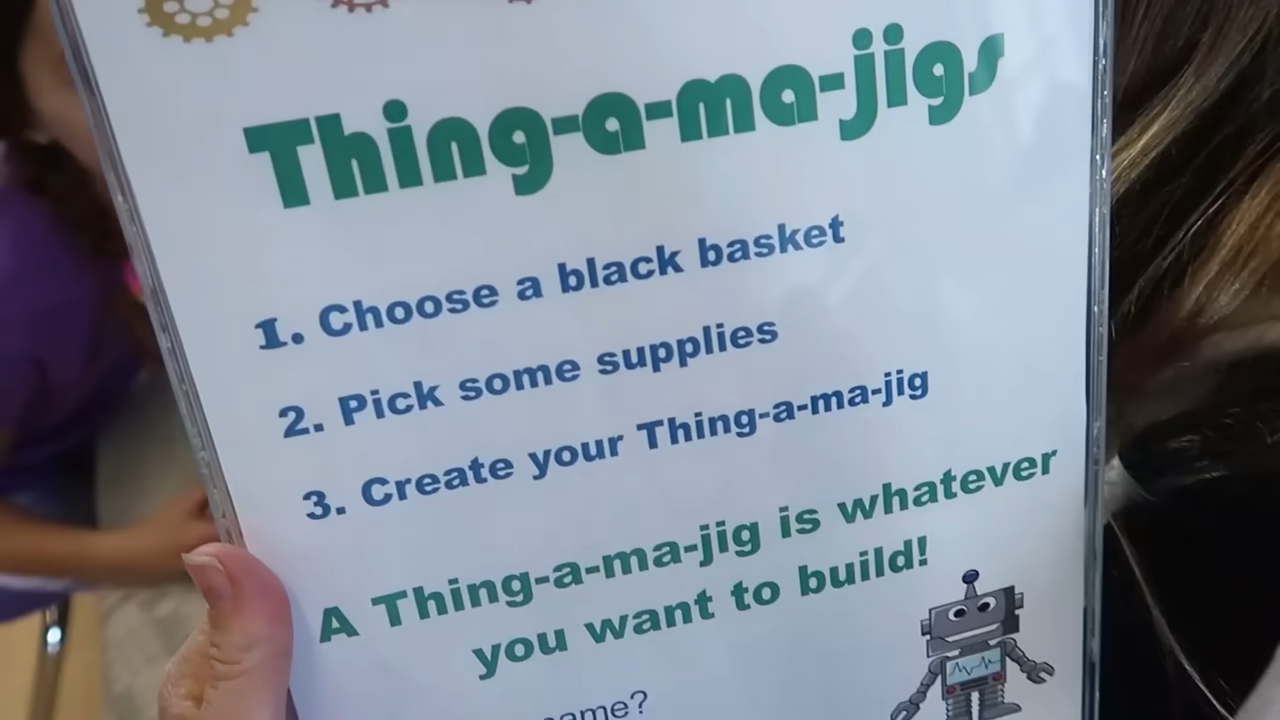 Thing-a-ma-jigs
1. Choose a black basket
2. Pick some supplies
3. Create your Thing-a-ma-jig
A Thing-a-ma-jig is whatever
you want to build!